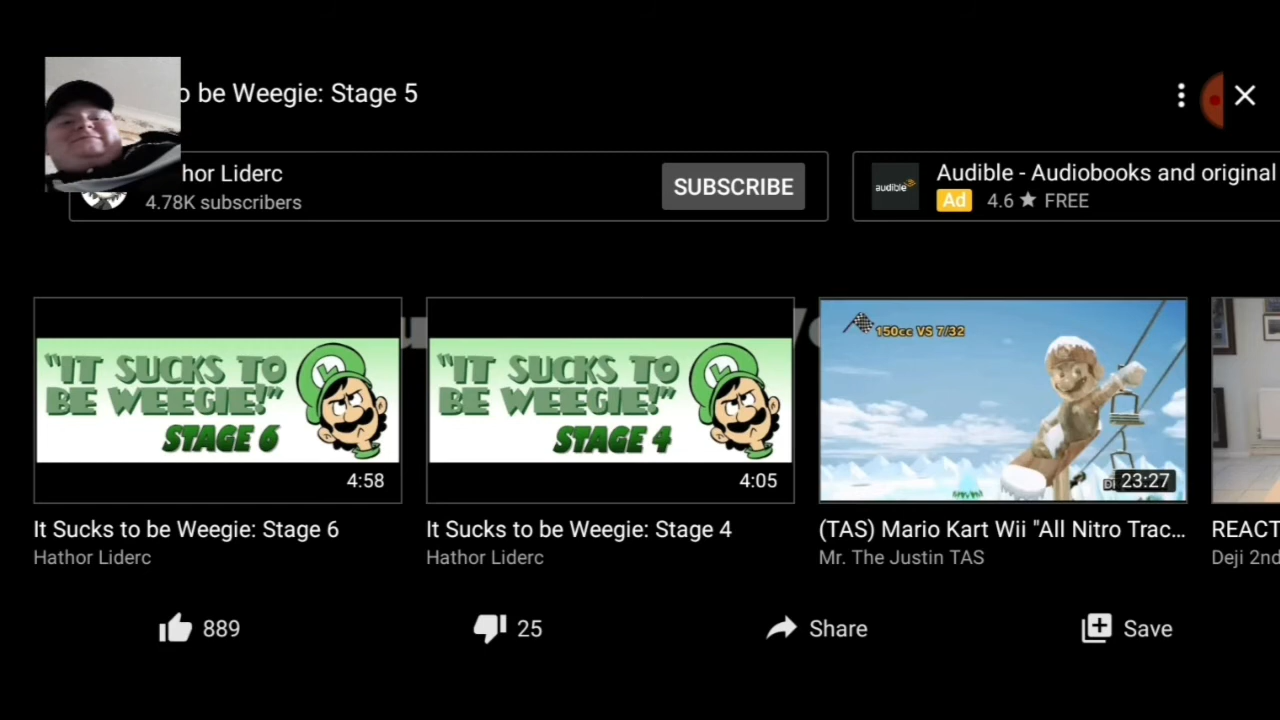 o be Weegie: Stage 5
hor Liderc
4.78K subscribers
SUBSCRIBE
audible
Audible - Audiobooks and original
Ad 4.6 ★ FREE
"IT SUCKS TO
BE WEEGIE!"
STAGE 6
4:58
"IT SUCKS TO
BE WEEGIE!"
STAGE 4
4:05
150cc VS 7/32
23:27
It Sucks to be Weegie: Stage 6
Hathor Liderc
It Sucks to be Weegie: Stage 4
Hathor Liderc
(TAS) Mario Kart Wii "All Nitro Trac...
Mr. The Justin TAS
REACT
Deji 2nd
889
25
Share
Save